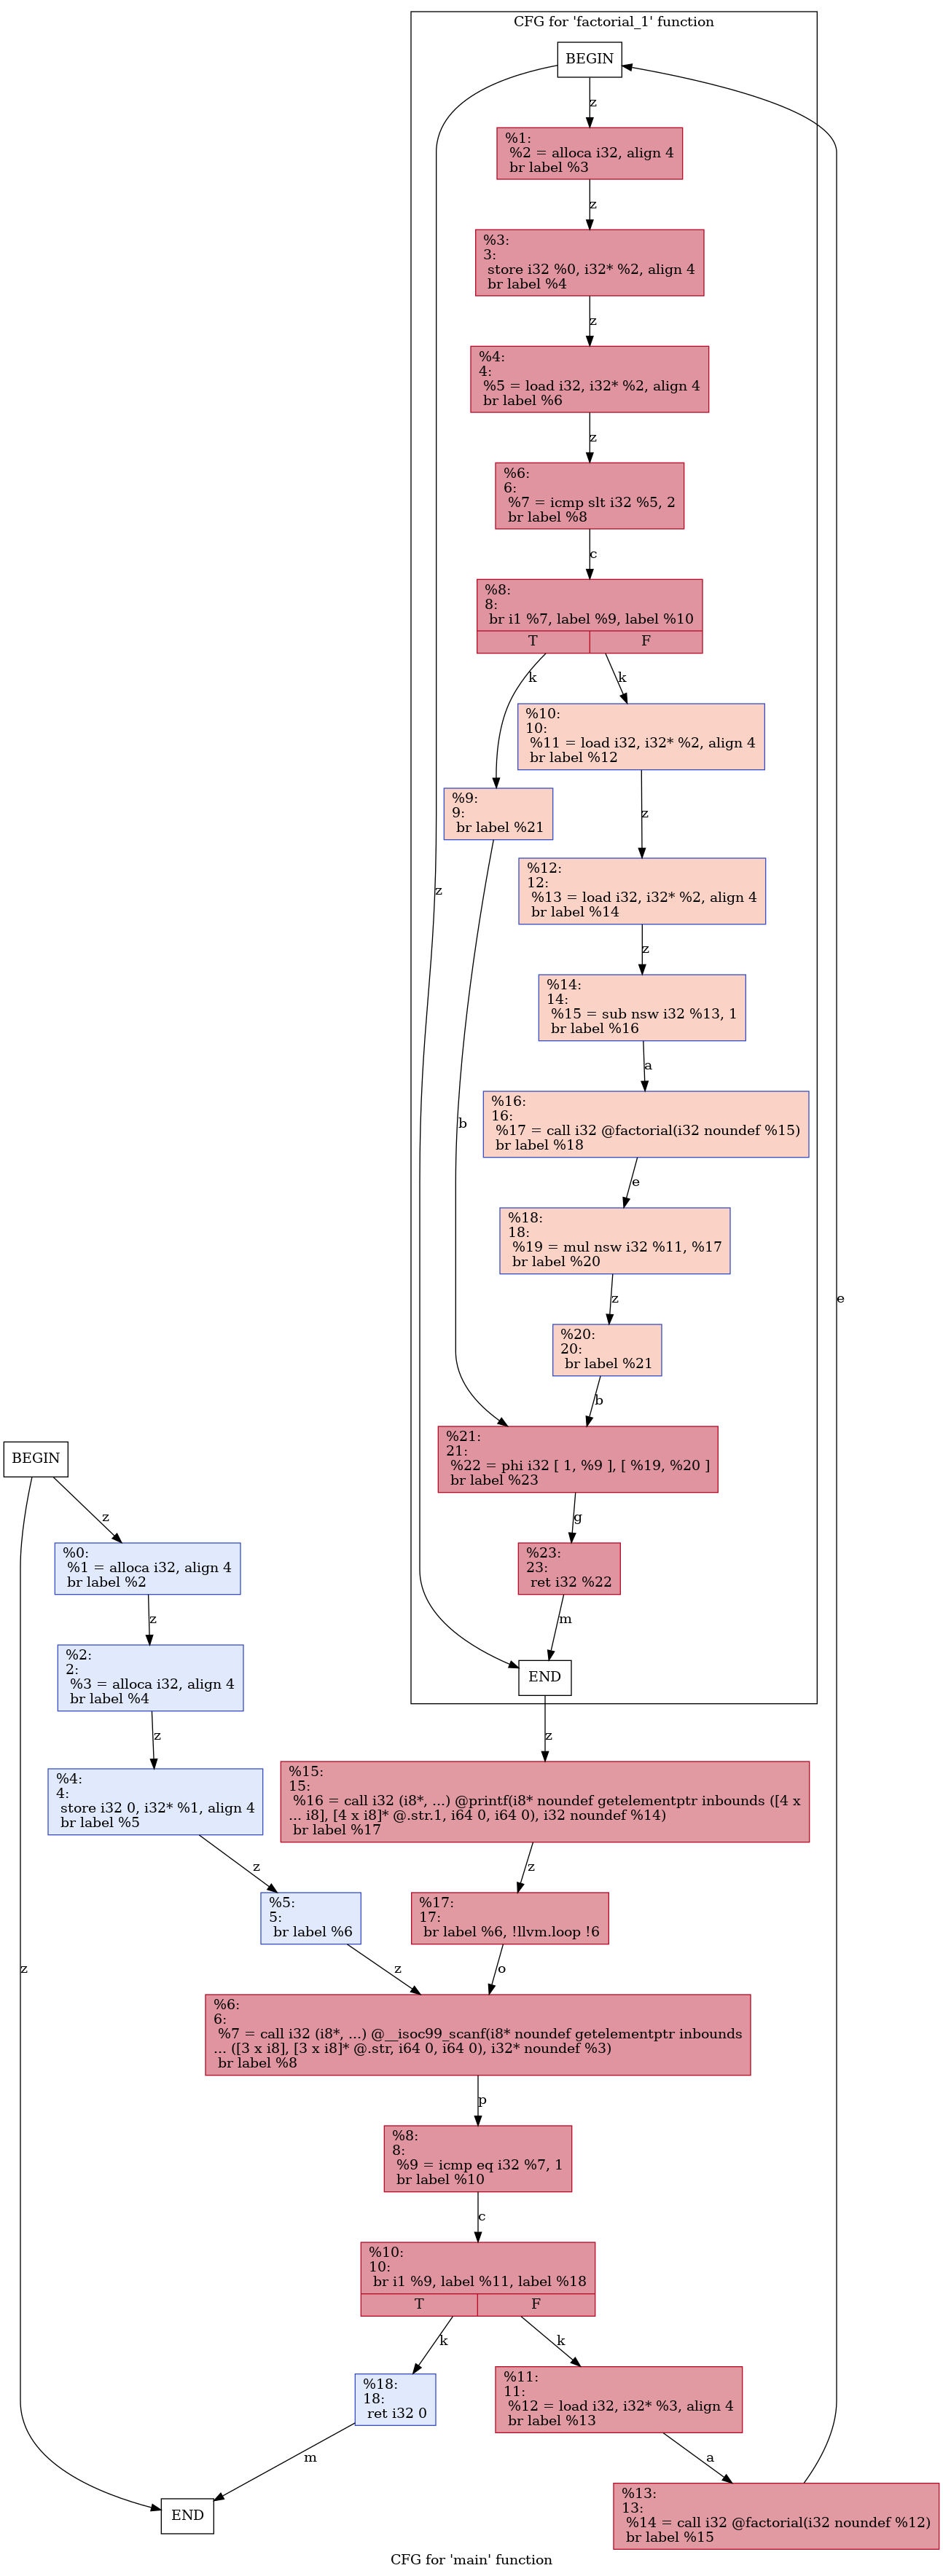 CFG for 'factorial_1' function
BEGIN
z
%1:
%2 = alloca i32, align 4
br label %3
z
%3:
3:
store i32 %0, i32* %2, align 4
br label %4
z
%4:
4:
%5 = load i32, i32* %2, align 4
br label %6
z
%6:
6:
%7 = icmp slt i32 %5, 2
br label %8
c
%8:
8:
br i1 %7, label %9, label %10
T F
k k
%10:
10:
%11 = load i32, i32* %2, align 4
br label %12
%9:
9:
br label %21
z
%12:
12:
%13 = load i32, i32* %2, align 4
br label %14
z
z
%14:
14:
%15 = sub nsw i32 %13, 1
br label %16
a
%16:
16:
%17 = call i32 @factorial(i32 noundef %15)
br label %18
b
e
%18:
18:
%19 = mul nsw i32 %11, %17
br label %20
z
e
%20:
20:
br label %21
b
%21:
21:
%22 = phi i32 [ 1, %9 ], [ %19, %20 ]
br label %23
g
%23:
23:
ret i32 %22
m
END
BEGIN
z
%0:
%1 = alloca i32, align 4
br label %2
z
%2:
2:
%3 = alloca i32, align 4
br label %4
z
z
%4:
4:
store i32 0, i32* %1, align 4
br label %5
%15:
15:
%16 = call i32 (i8*, ...) @printf(i8* noundef getelementptr inbounds ([4 x
... i8], [4 x i8]* @.str.1, i64 0, i64 0), i32 noundef %14)
br label %17
z
z
%5:
5:
br label %6
%17:
17:
br label %6, !llvm.loop !6
z
z
o
%6:
6:
%7 = call i32 (i8*, ...) @__isoc99_scanf(i8* noundef getelementptr inbounds
... ([3 x i8], [3 x i8]* @.str, i64 0, i64 0), i32* noundef %3)
br label %8
p
%8:
8:
%9 = icmp eq i32 %7, 1
br label %10
c
%10:
10:
br i1 %9, label %11, label %18
T F
k k
%18:
18:
ret i32 0
%11:
11:
%12 = load i32, i32* %3, align 4
br label %13
m
a
END
%13:
13:
%14 = call i32 @factorial(i32 noundef %12)
br label %15
CFG for 'main' function